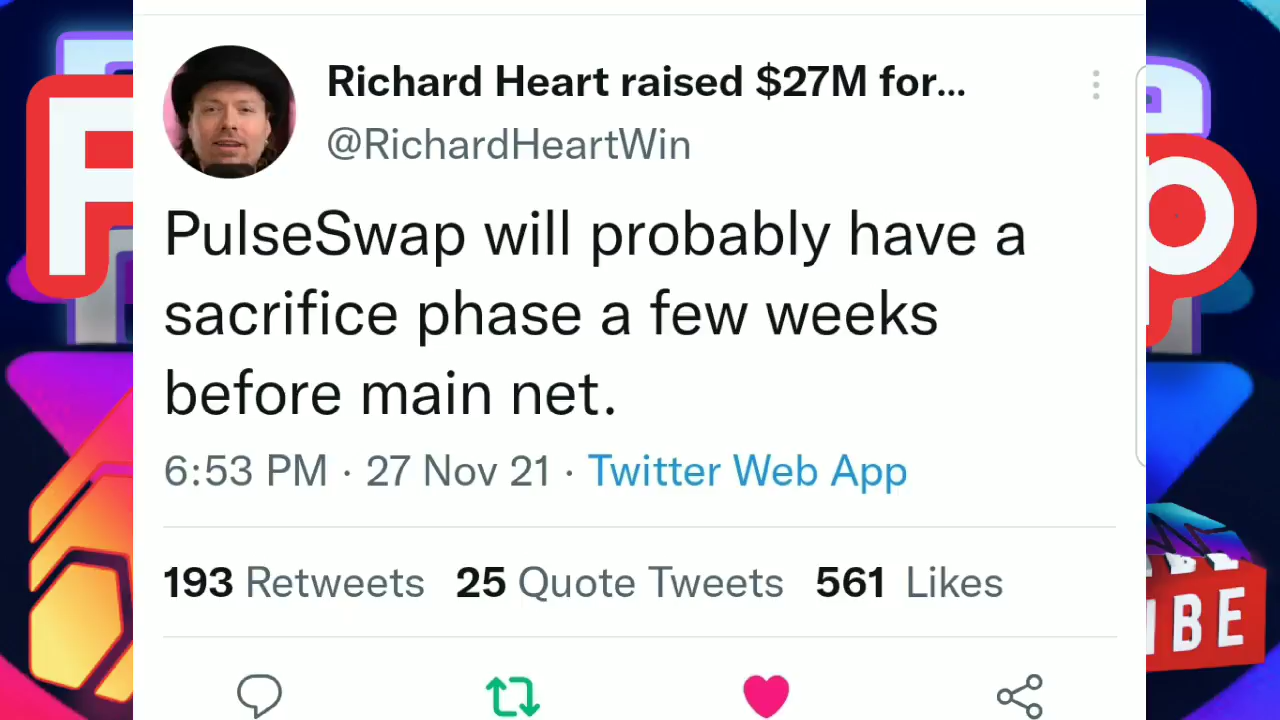 Richard Heart raised $27M for...
@RichardHeartWin
PulseSwap will probably have a
sacrifice phase a few weeks
before main net.
6:53 PM · 27 Nov 21 · Twitter Web App
193 Retweets 25 Quote Tweets 561 Likes